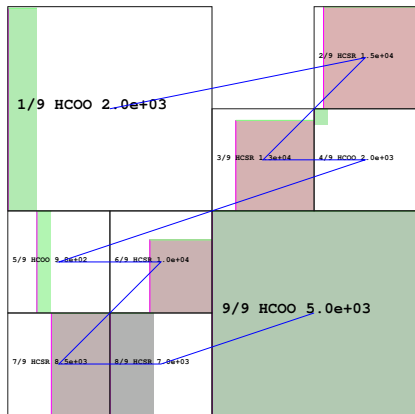 1/9 HCOO 2.0e+03
2/9 HCSR 1.5e+04
3/9 HCSR 1.3e+04
4/9 HCOO 2.0e+03
5/9 HCOO 9.8e+02
6/9 HCSR 1.0e+04
7/9 HCSR 8.5e+03
8/9 HCSR 7.0e+03
9/9 HCOO 5.0e+03